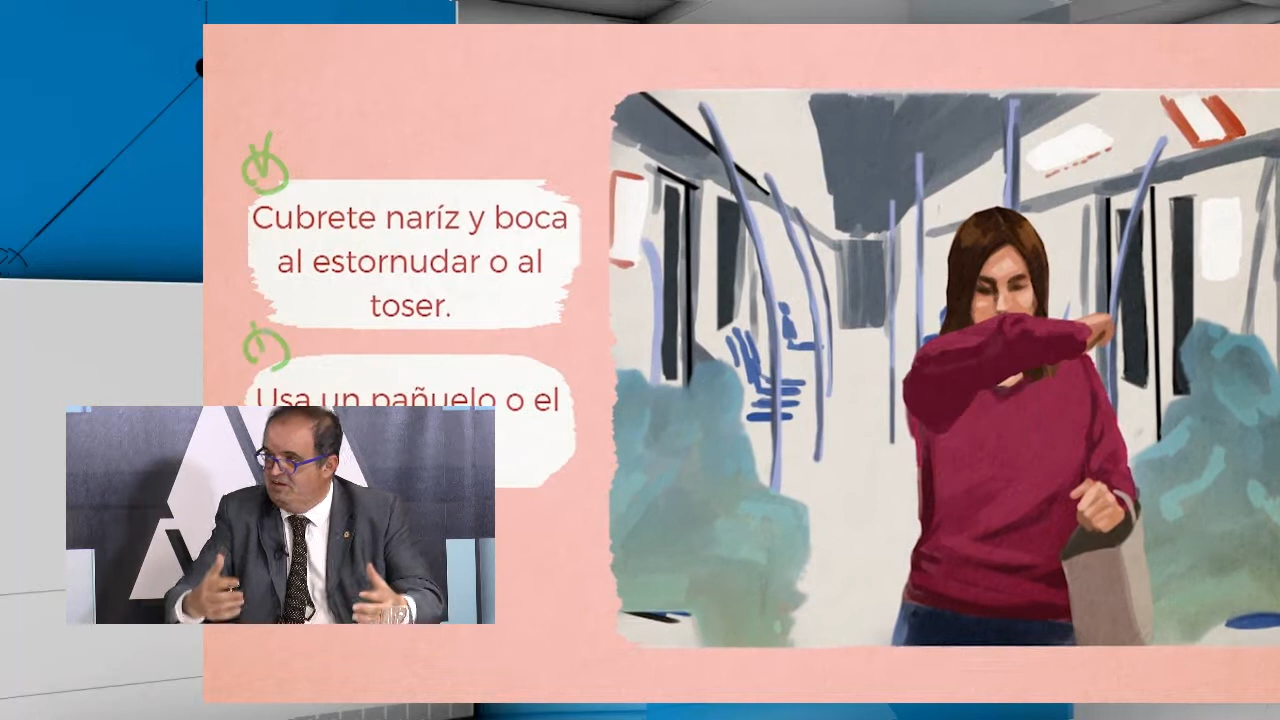 Cubrete naríz y boca
al estornudar o al
toser.
Usa un pañuelo o el